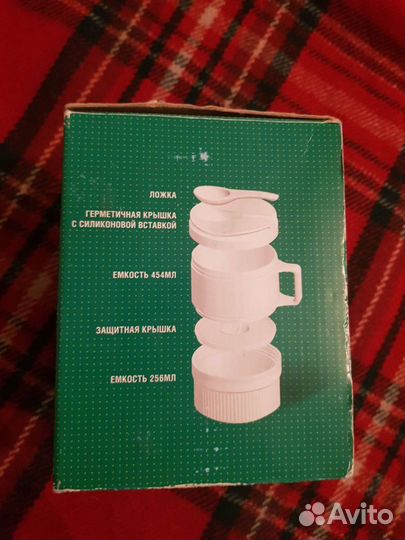 ЛОЖКА
ГЕРМЕТИЧНАЯ КРЫШКА
С СИЛИКОНОВОЙ ВСТАВКОЙ
ЕМКОСТЬ 454МЛ
ЗАЩИТНАЯ КРЫШКА
ЕМКОСТЬ 256МЛ
Avito